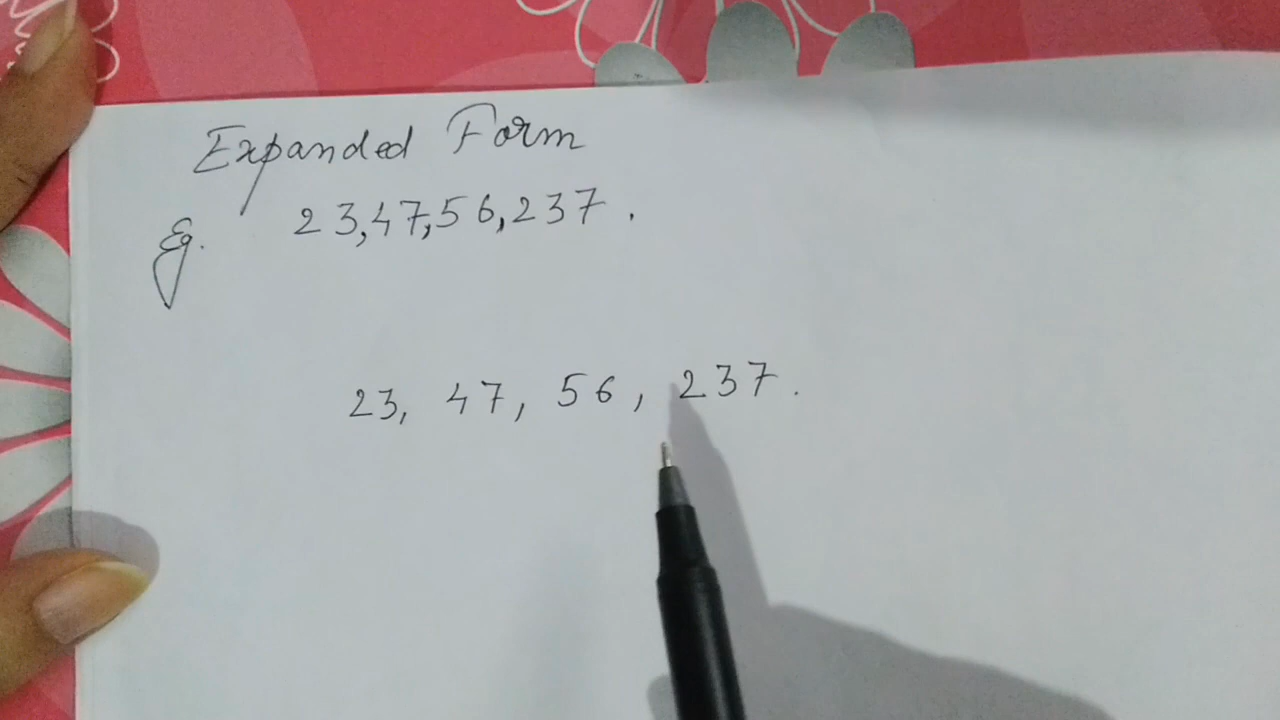 Expanded Form
Eg. 23,47,56,237.
23, 47, 56, 237.